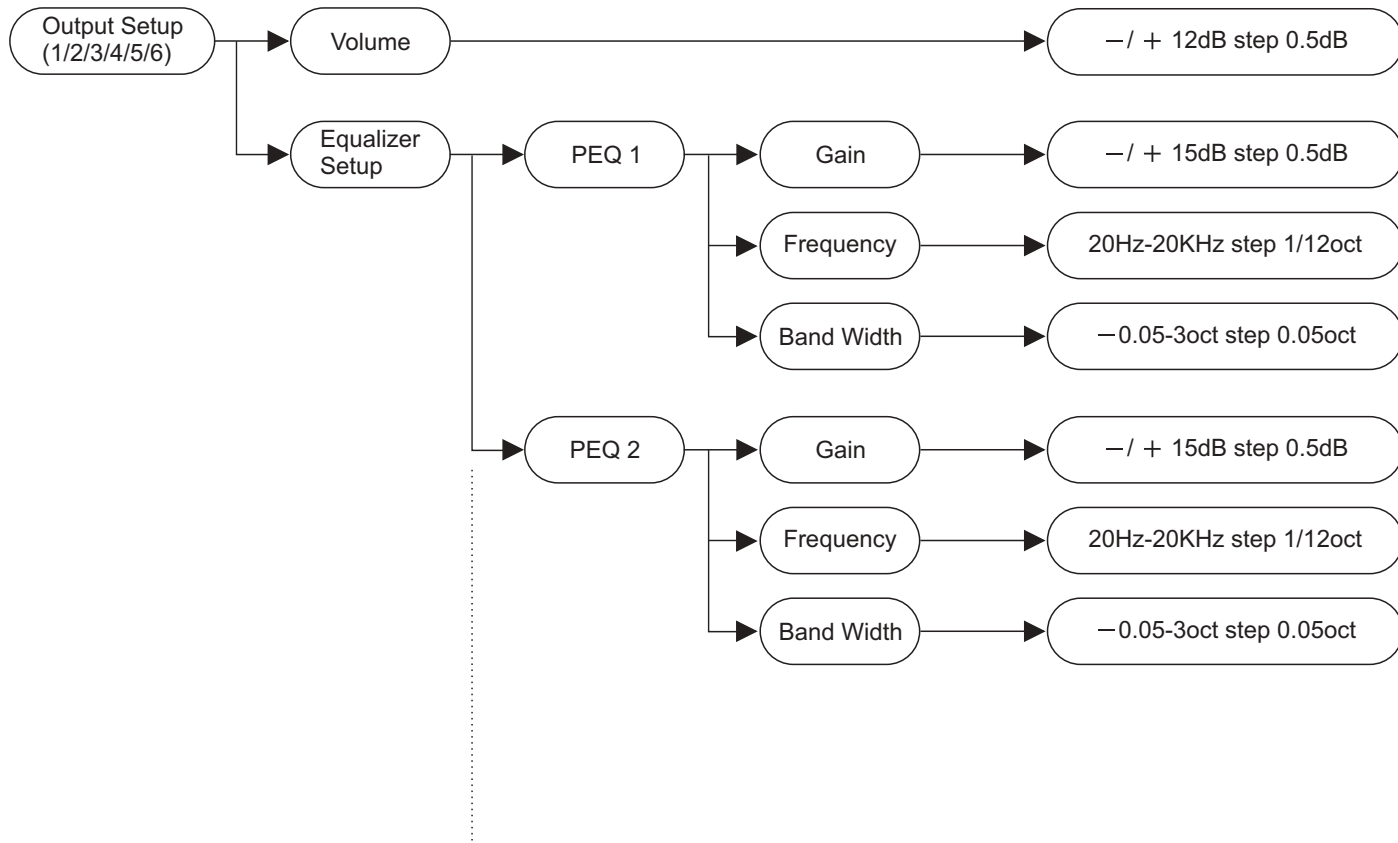 Output Setup
(1/2/3/4/5/6)
Volume
−/ + 12dB step 0.5dB
Equalizer
Setup
PEQ 1
Gain
−/ + 15dB step 0.5dB
Frequency
20Hz-20KHz step 1/12oct
Band Width
−0.05-3oct step 0.05oct
PEQ 2
Gain
−/ + 15dB step 0.5dB
Frequency
20Hz-20KHz step 1/12oct
Band Width
−0.05-3oct step 0.05oct